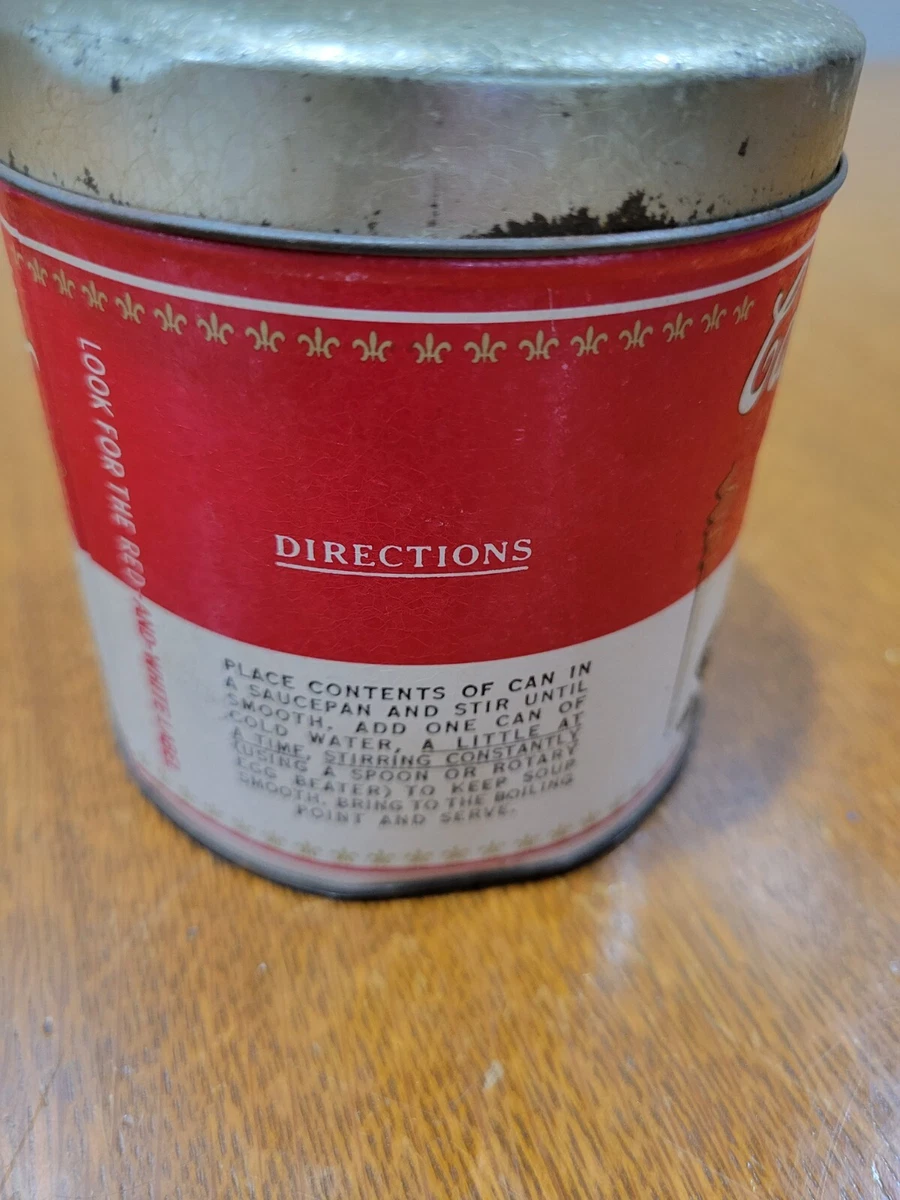 LOOK FOR THE RED-AND-WHITE LABEL
DIRECTIONS
PLACE CONTENTS OF CAN IN
A SAUCEPAN AND STIR UNTIL
SMOOTH. ADD ONE CAN OF
COLD WATER, A LITTLE AT
A TIME, STIRRING CONSTANTLY
(USING A SPOON OR ROTARY
EGG BEATER) TO KEEP SOUP
SMOOTH. BRING TO THE BOILING
POINT AND SERVE.